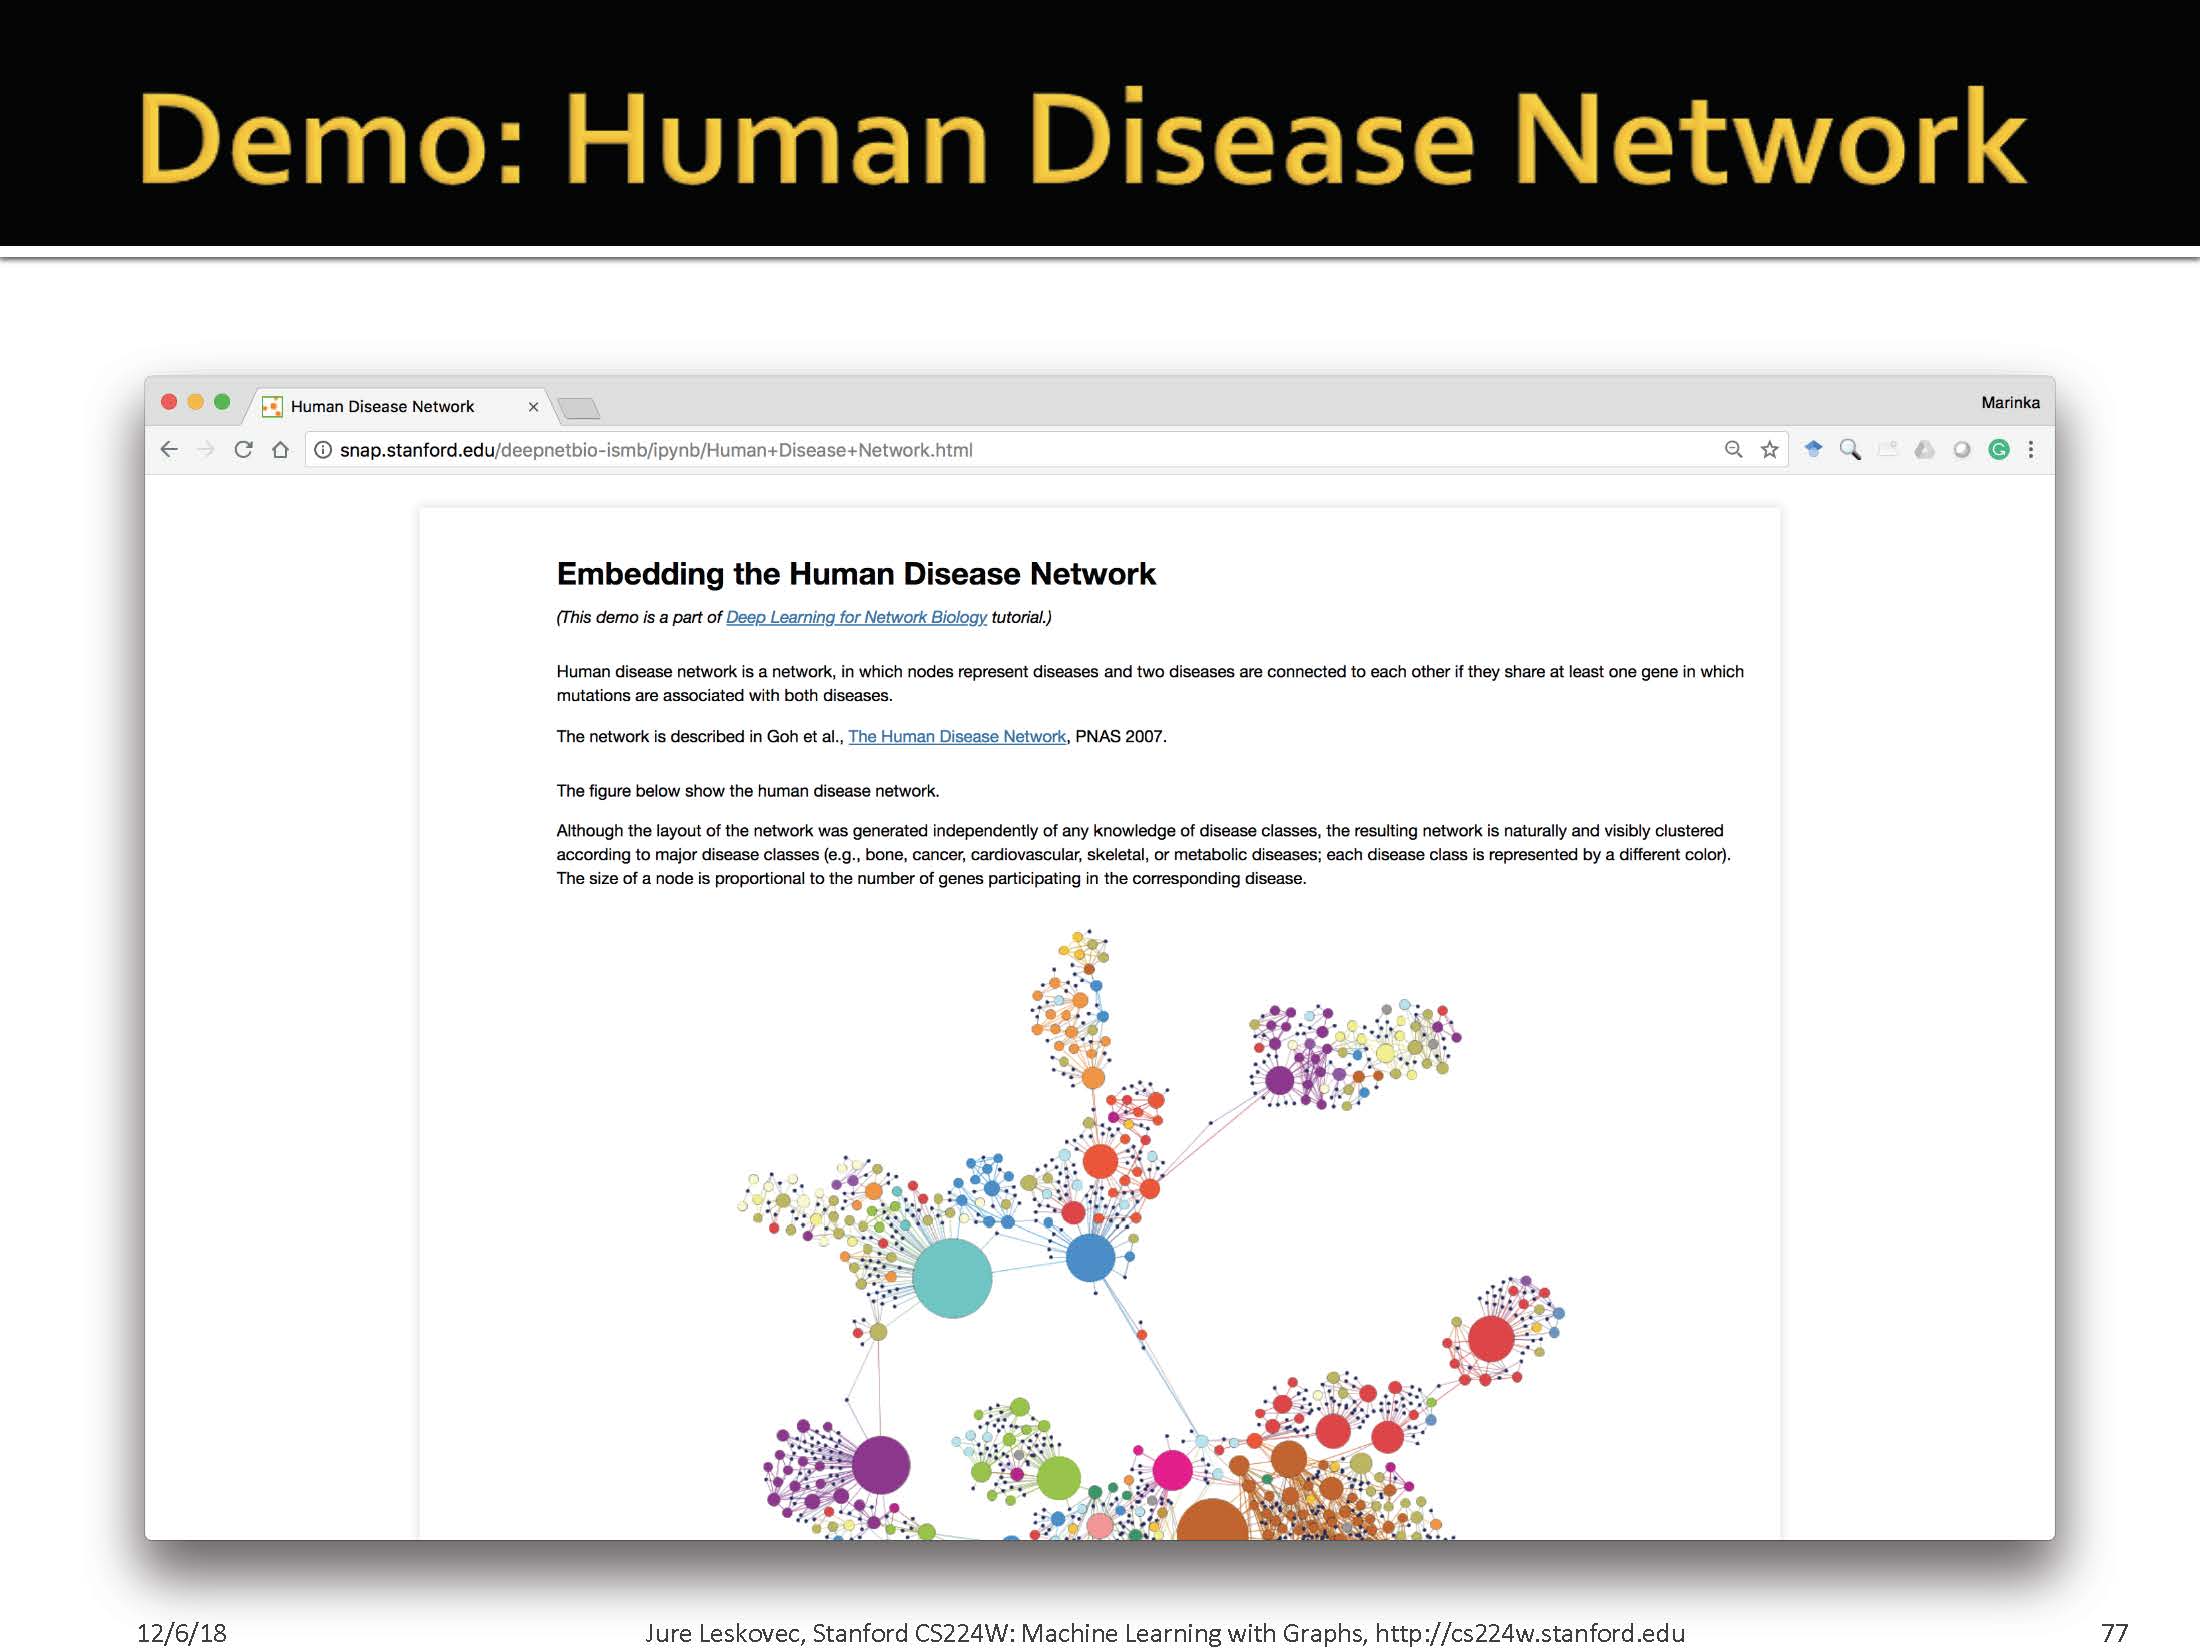 Demo: Human Disease Network
Human Disease Network
Marinka
snap.stanford.edu/deepnetbio-ismb/ipynb/Human+Disease+Network.html
Embedding the Human Disease Network
(This demo is a part of Deep Learning for Network Biology tutorial.)
Human disease network is a network, in which nodes represent diseases and two diseases are connected to each other if they share at least one gene in which
mutations are associated with both diseases.
The network is described in Goh et al., The Human Disease Network, PNAS 2007.
The figure below show the human disease network.
Although the layout of the network was generated independently of any knowledge of disease classes, the resulting network is naturally and visibly clustered
according to major disease classes (e.g., bone, cancer, cardiovascular, skeletal, or metabolic diseases; each disease class is represented by a different color).
The size of a node is proportional to the number of genes participating in the corresponding disease.
12/6/18
Jure Leskovec, Stanford CS224W: Machine Learning with Graphs, http://cs224w.stanford.edu
77